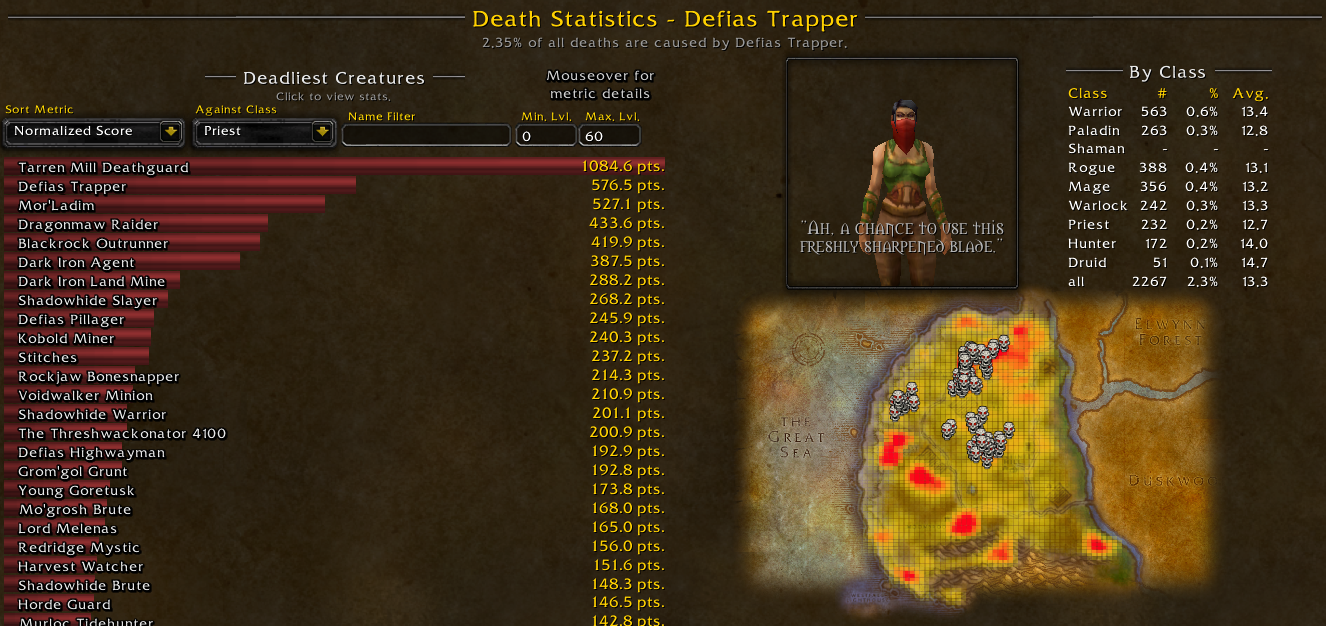 Death Statistics - Defias Trapper
2.35% of all deaths are caused by Defias Trapper.
Deadliest Creatures
Click to view stats.
Mouseover for
metric details
Sort Metric
Against Class
Name Filter
Min. Lvl.
Max. Lvl.
Normalized Score
Priest
0
60
Tarren Mill Deathguard 1084.6 pts.
Defias Trapper 576.5 pts.
Mor'Ladim 527.1 pts.
Dragonmaw Raider 433.6 pts.
Blackrock Outrunner 419.9 pts.
Dark Iron Agent 387.5 pts.
Dark Iron Land Mine 288.2 pts.
Shadowhide Slayer 268.2 pts.
Defias Pillager 245.9 pts.
Kobold Miner 240.3 pts.
Stitches 237.2 pts.
Rockjaw Bonesnapper 214.3 pts.
Voidwalker Minion 210.9 pts.
Shadowhide Warrior 201.1 pts.
The Threshwackonator 4100 200.9 pts.
Defias Highwayman 192.9 pts.
Grom'gol Grunt 192.8 pts.
Young Goretusk 173.8 pts.
Mo'grosh Brute 168.0 pts.
Lord Melenas 165.0 pts.
Redridge Mystic 156.0 pts.
Harvest Watcher 151.6 pts.
Shadowhide Brute 148.3 pts.
Horde Guard 146.5 pts.
Murloc Tidehunter 142.8 pts.
"Ah, a chance to use this
freshly sharpened blade."
By Class
Class # % Avg.
Warrior 563 0.6% 13.4
Paladin 263 0.3% 12.8
Shaman - - -
Rogue 388 0.4% 13.1
Mage 356 0.4% 13.2
Warlock 242 0.3% 13.3
Priest 232 0.2% 12.7
Hunter 172 0.2% 14.0
Druid 51 0.1% 14.7
all 2267 2.3% 13.3
Elwynn
Forest
The
Great
Sea
Duskwoo